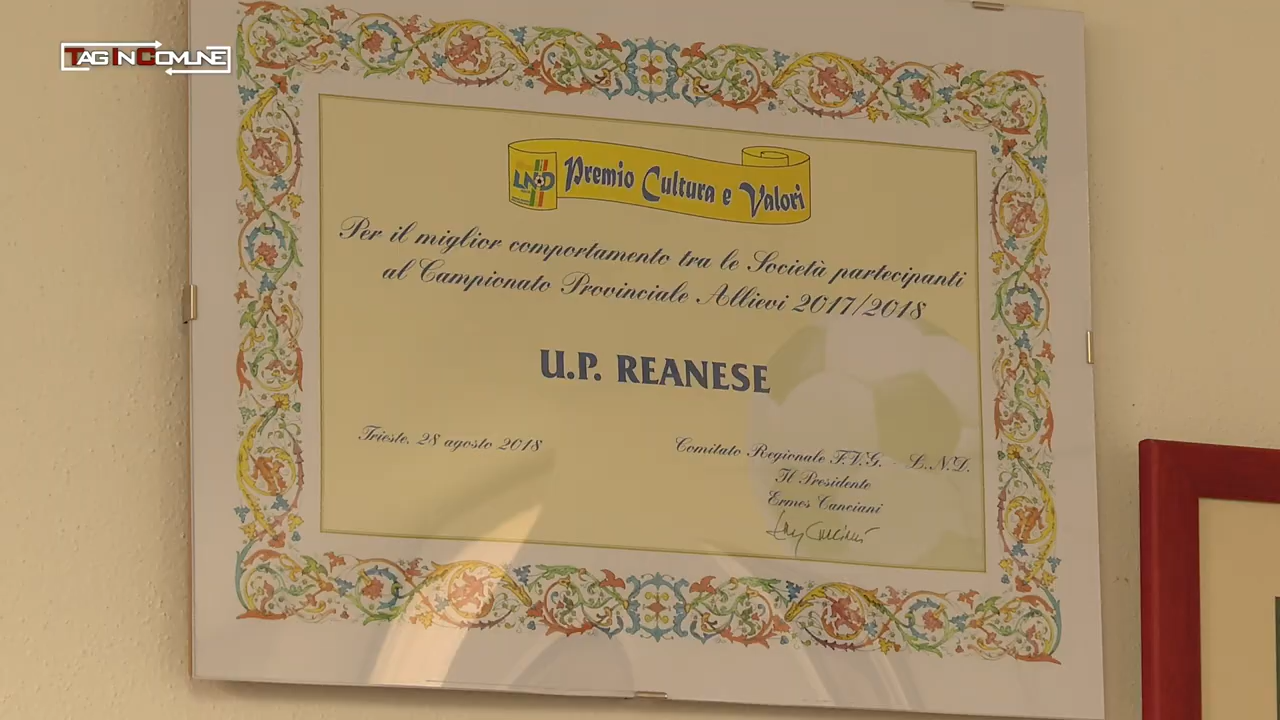 TAG IN COMUNE
LND Premio Cultura e Valori
Per il miglior comportamento tra le Società partecipanti
al Campionato Provinciale Allievi 2017/2018
U.P. REANESE
Trieste, 28 agosto 2018
Comitato Regionale F.V.G. - L.N.D.
Il Presidente
Ermes Canciani